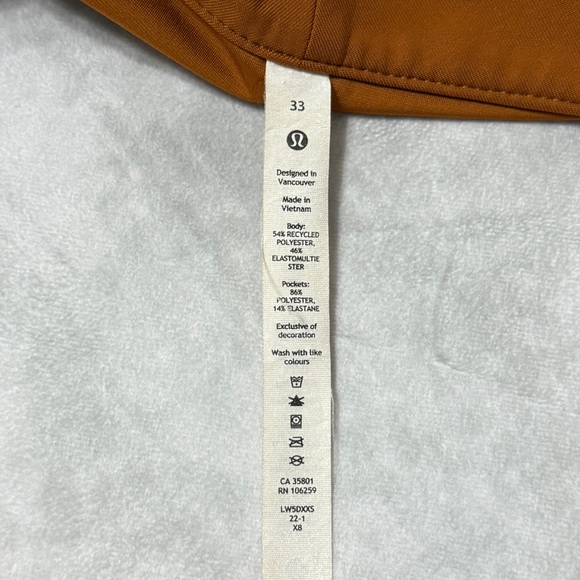 33
Designed in
Vancouver
Made in
Vietnam
Body:
54% RECYCLED
POLYESTER,
46%
ELASTOMULTIE
STER
Pockets:
86%
POLYESTER,
14% ELASTANE
Exclusive of
decoration
Wash with like
colours
CA 35801
RN 106259
LW5DXXS
22-1
X8